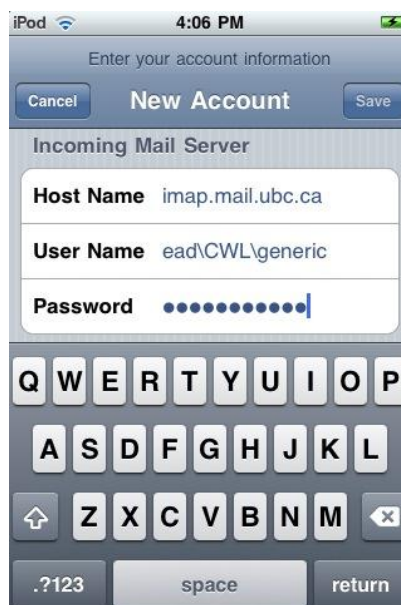 iPod 4:06 PM
Enter your account information
Cancel New Account Save
Incoming Mail Server
Host Name imap.mail.ubc.ca
User Name ead\CWL\generic
Password ●●●●●●●●●●●
Q W E R T Y U I O P
A S D F G H J K L
Z X C V B N M
.?123 space return